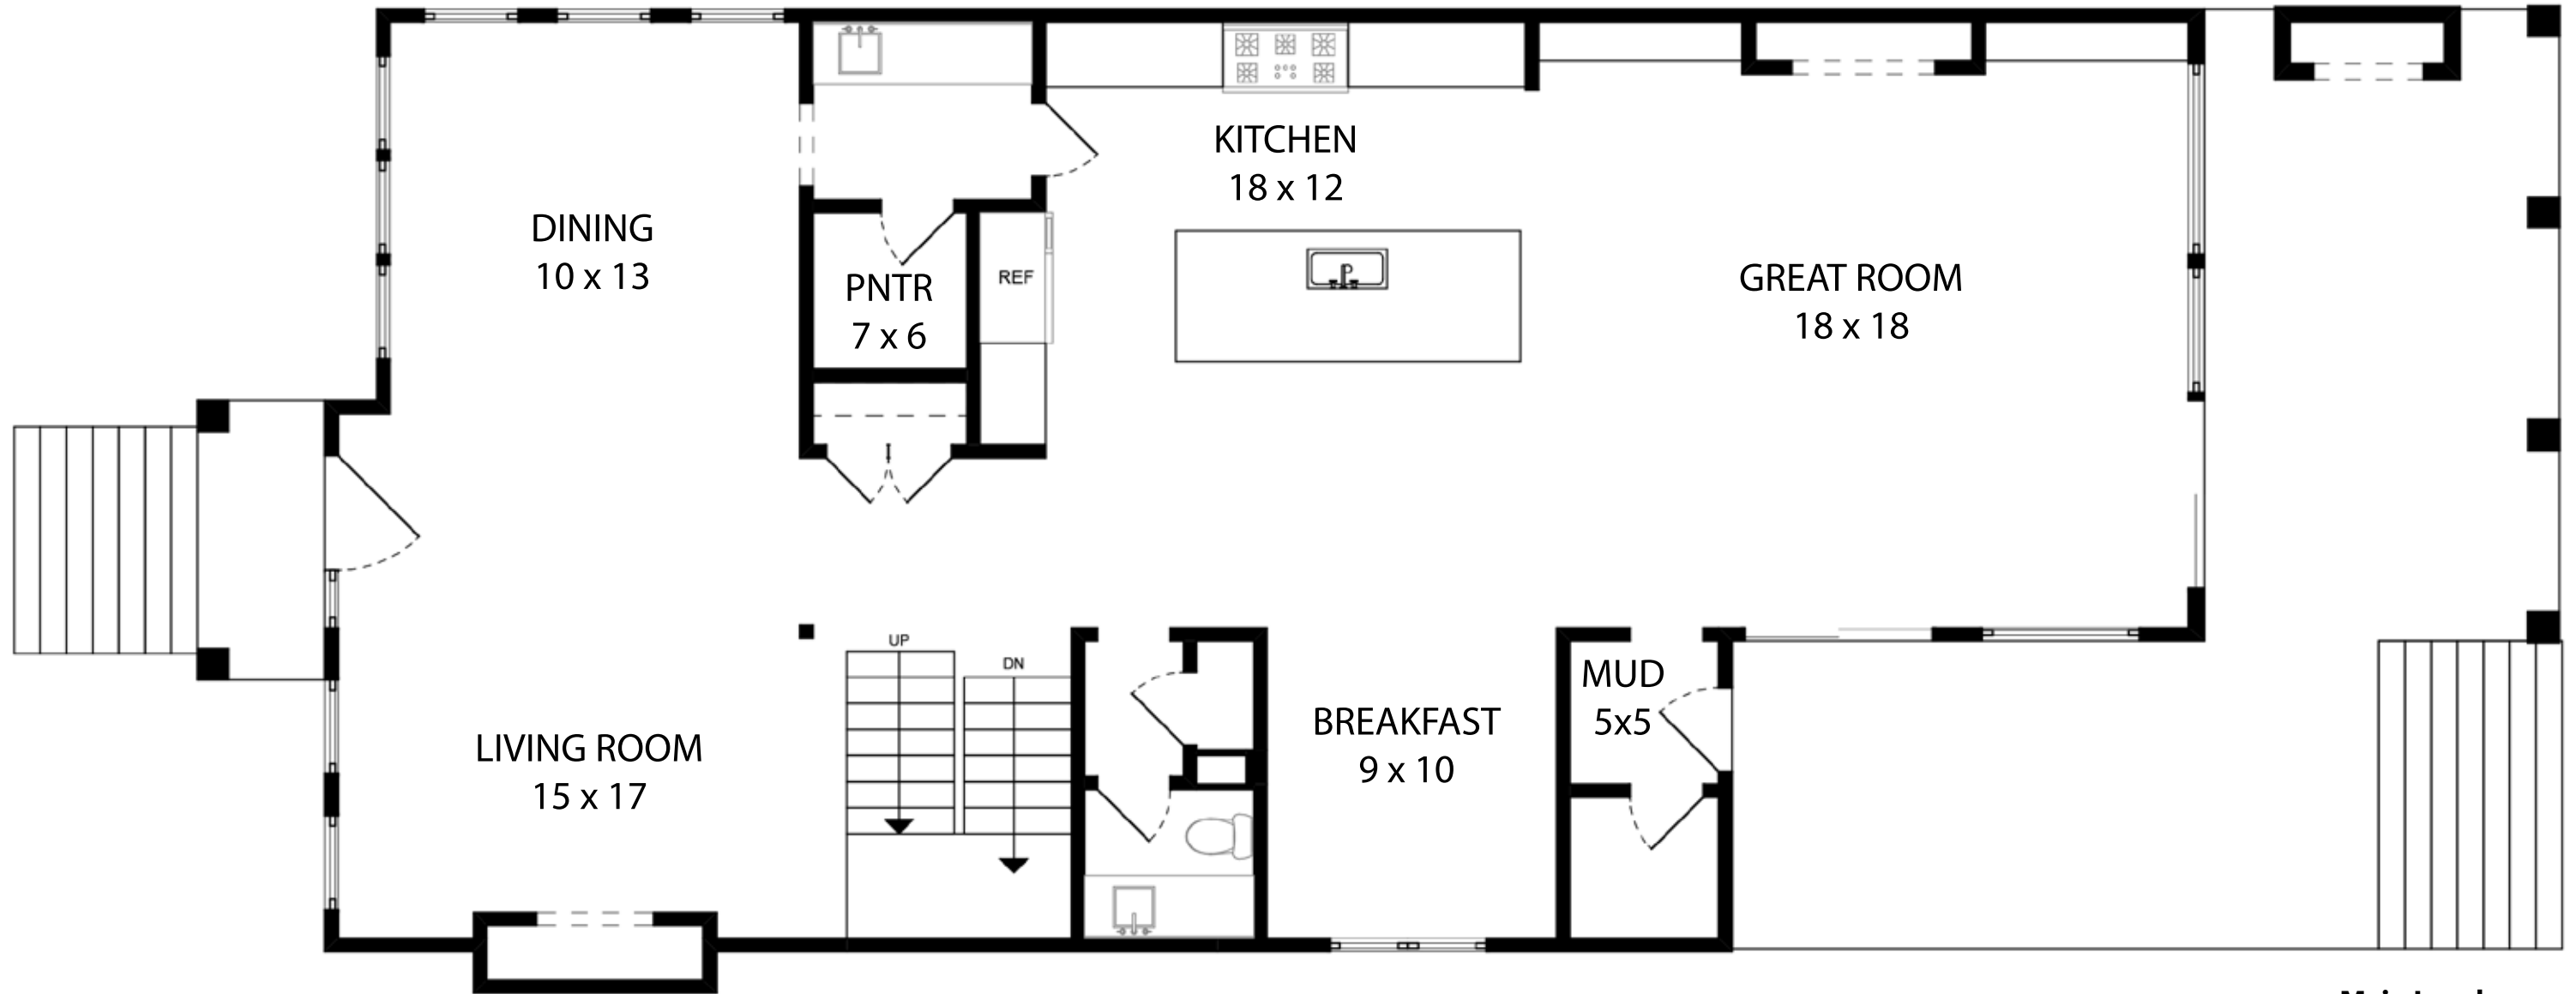 KITCHEN
18 x 12
DINING
10 x 13
REF
PNTR
7 x 6
GREAT ROOM
18 x 18
UP
DN
MUD
5x5
LIVING ROOM
15 x 17
BREAKFAST
9 x 10